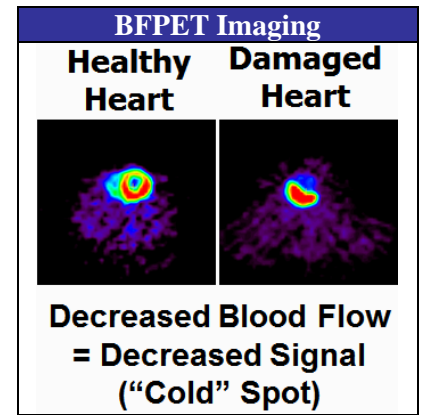 BFPET Imaging
Healthy Heart
Damaged Heart
Decreased Blood Flow
= Decreased Signal
(“Cold” Spot)